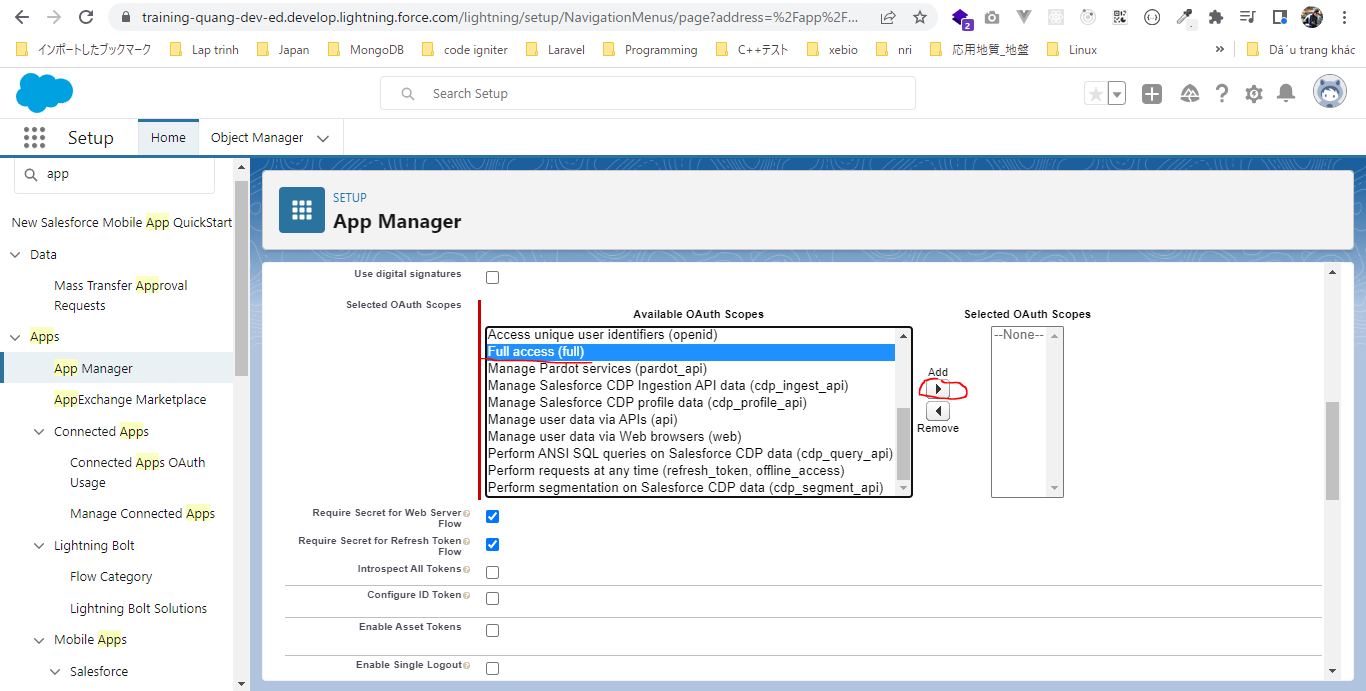 training-quang-dev-ed.develop.lightning.force.com/lightning/setup/NavigationMenus/page?address=%2Fapp%2F...
2
インポートしたブックマーク
Lap trinh
Japan
MongoDB
code igniter
Laravel
Programming
C++テスト
xebio
nri
応用地質_地盤
Linux
»
Dấu trang khác
Search Setup
Setup
Home
Object Manager
app
New Salesforce Mobile App QuickStart
Data
Mass Transfer Approval
Requests
Apps
App Manager
AppExchange Marketplace
Connected Apps
Connected Apps OAuth
Usage
Manage Connected Apps
Lightning Bolt
Flow Category
Lightning Bolt Solutions
Mobile Apps
Salesforce
SETUP
App Manager
Use digital signatures
Selected OAuth Scopes
Available OAuth Scopes
Access unique user identifiers (openid)
Full access (full)
Manage Pardot services (pardot_api)
Manage Salesforce CDP Ingestion API data (cdp_ingest_api)
Manage Salesforce CDP profile data (cdp_profile_api)
Manage user data via APIs (api)
Manage user data via Web browsers (web)
Perform ANSI SQL queries on Salesforce CDP data (cdp_query_api)
Perform requests at any time (refresh_token, offline_access)
Perform segmentation on Salesforce CDP data (cdp_segment_api)
Add
Remove
Selected OAuth Scopes
--None--
Require Secret for Web Server
Flow
Require Secret for Refresh Token
Flow
Introspect All Tokens
Configure ID Token
Enable Asset Tokens
Enable Single Logout